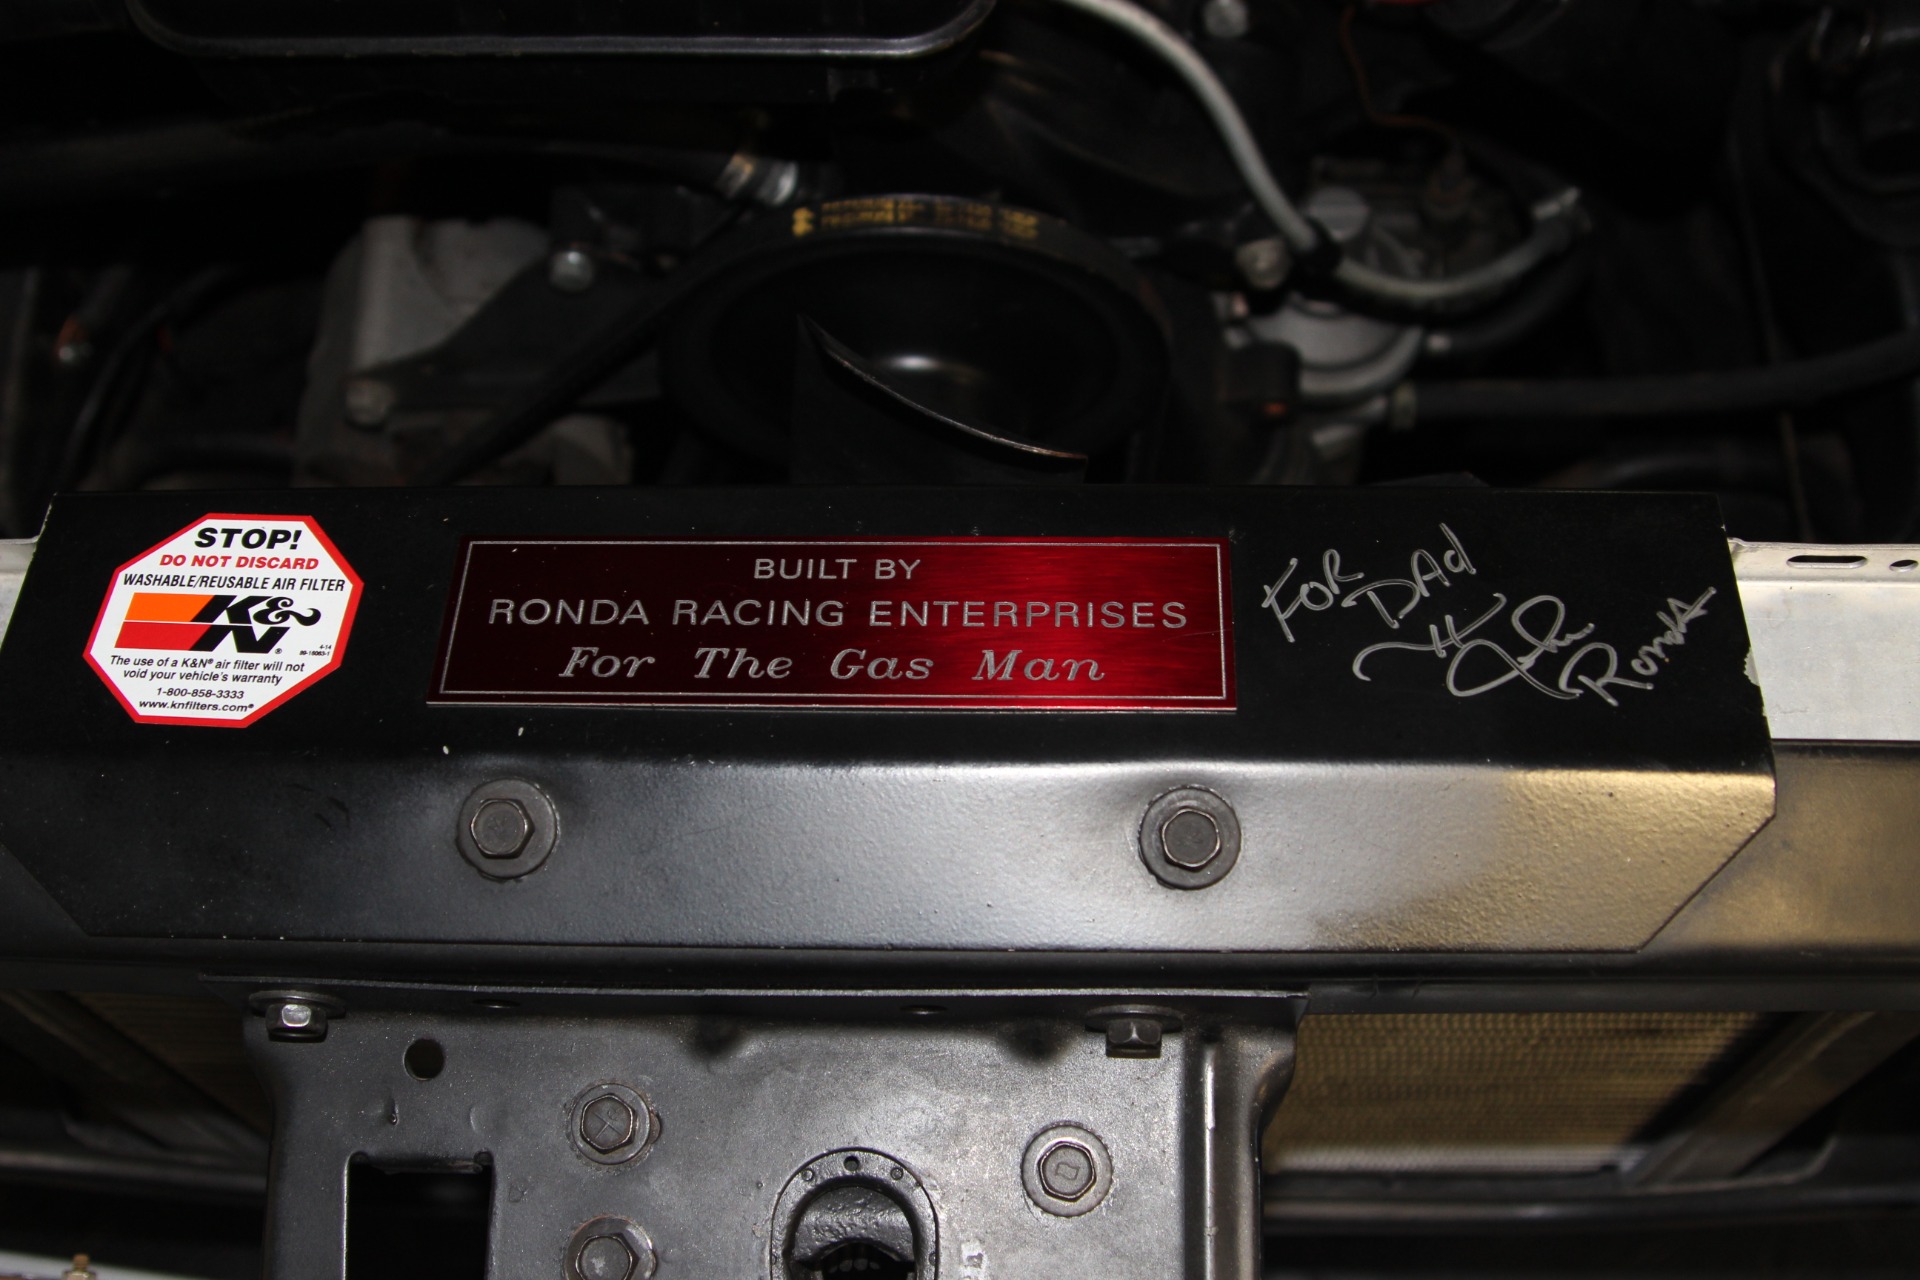 STOP!
DO NOT DISCARD
WASHABLE/REUSABLE AIR FILTER
K&N®
4-14
The use of a K&N® air filter will not
void your vehicle's warranty
1-800-858-3333
www.knfilters.com®
BUILT BY
RONDA RACING ENTERPRISES
For The Gas Man
FOR DAd
Ronda